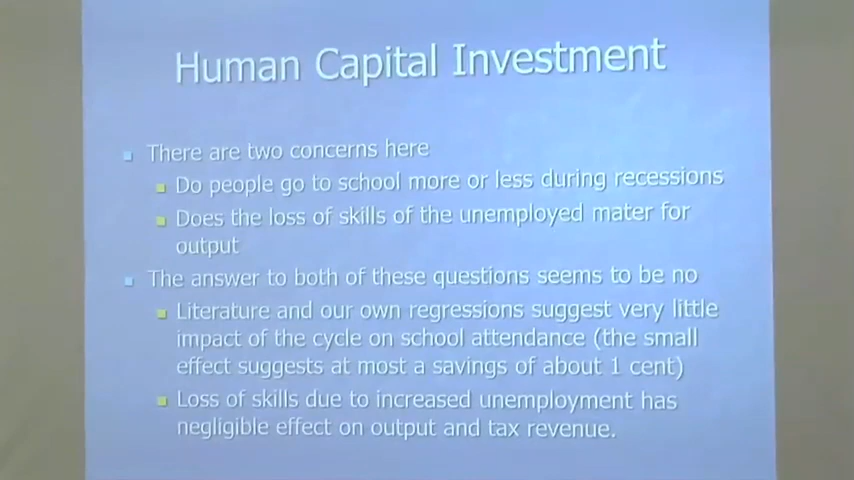 Human Capital Investment
There are two concerns here
Do people go to school more or less during recessions
Does the loss of skills of the unemployed mater for
output
The answer to both of these questions seems to be no
Literature and our own regressions suggest very little
impact of the cycle on school attendance (the small
effect suggests at most a savings of about 1 cent)
Loss of skills due to increased unemployment has
negligible effect on output and tax revenue.